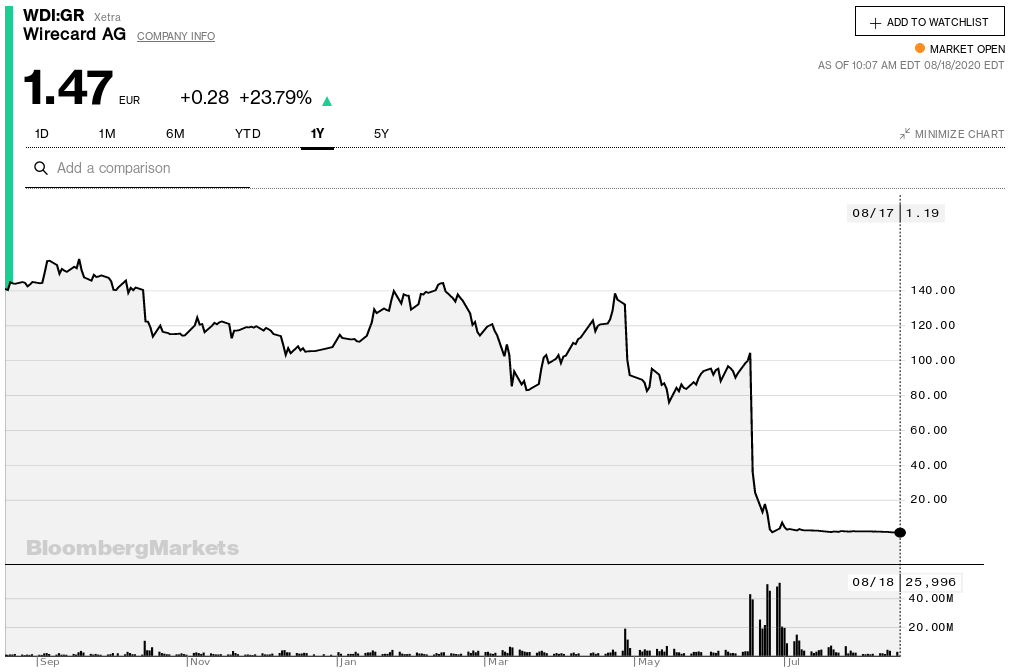 WDI:GR Xetra
Wirecard AG COMPANY INFO
ADD TO WATCHLIST
MARKET OPEN
AS OF 10:07 AM EDT 08/18/2020 EDT
1.47 EUR +0.28 +23.79%
1D 1M 6M YTD 1Y 5Y
MINIMIZE CHART
Add a comparison
08/17 1.19
140.00
120.00
100.00
80.00
60.00
40.00
20.00
BloombergMarkets
08/18 25,996
40.00M
20.00M
Sep Nov Jan Mar May Jul